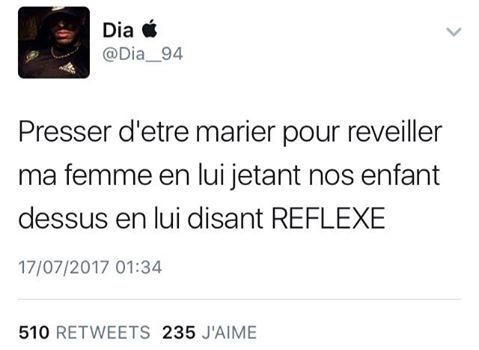 Dia 
@Dia__94
Presser d'etre marier pour reveiller
ma femme en lui jetant nos enfant
dessus en lui disant REFLEXE
17/07/2017 01:34
510 RETWEETS 235 J'AIME